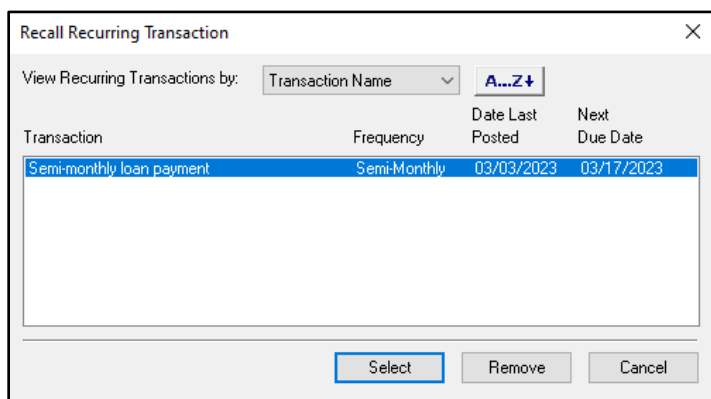 Recall Recurring Transaction
View Recurring Transactions by: Transaction Name A...Z↓
Date Last Next
Transaction Frequency Posted Due Date
Semi-monthly loan payment Semi-Monthly 03/03/2023 03/17/2023
Select Remove Cancel